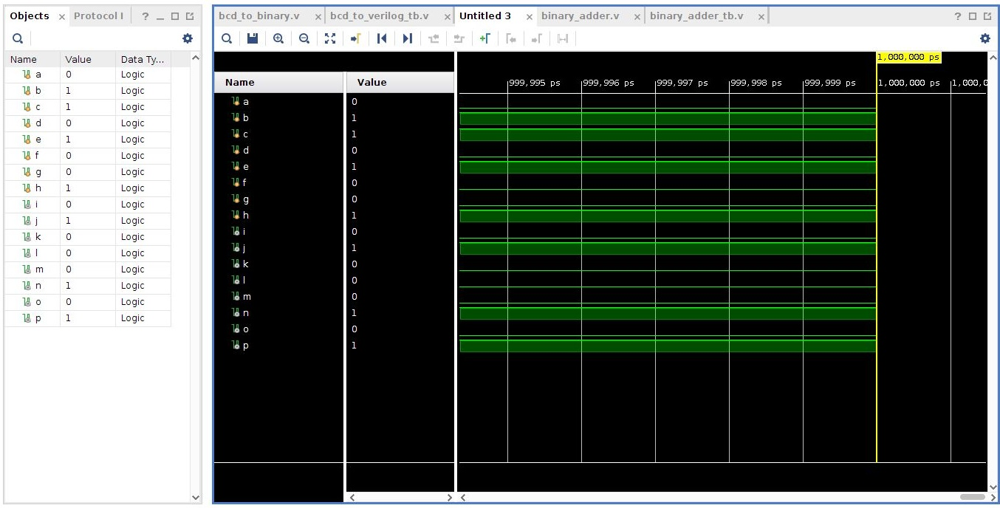 Objects × Protocol I ? _
Name Value Data Ty...
a 0 Logic
b 1 Logic
c 1 Logic
d 0 Logic
e 1 Logic
f 0 Logic
g 0 Logic
h 1 Logic
i 0 Logic
j 1 Logic
k 0 Logic
l 0 Logic
m 0 Logic
n 1 Logic
o 0 Logic
p 1 Logic
bcd_to_binary.v × bcd_to_verilog_tb.v × Untitled 3 × binary_adder.v × binary_adder_tb.v × ?
1,000,000 ps
Name Value 999,995 ps 999,996 ps 999,997 ps 999,998 ps 999,999 ps 1,000,000 ps 1,000,0
a 0
b 1
c 1
d 0
e 1
f 0
g 0
h 1
i 0
j 1
k 0
l 0
m 0
n 1
o 0
p 1